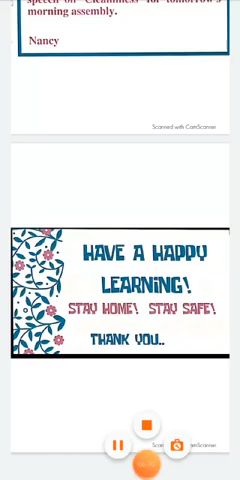 speech on "Cleanliness" for tomorrow's
morning assembly.
Nancy
Scanned with CamScanner
HAVE A HAPPY
LEARNING!
STAY HOME! STAY SAFE!
THANK YOU..
CamScanner